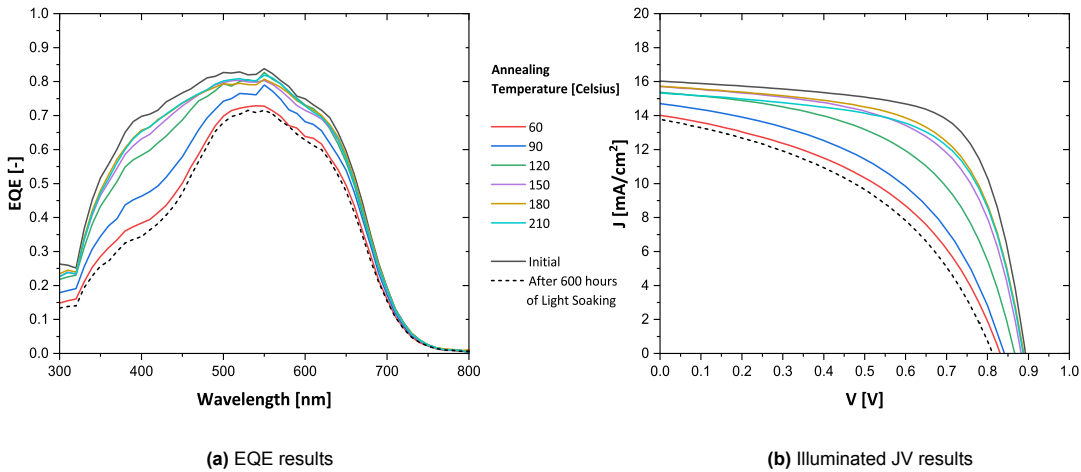 1.0
0.9
0.8
0.7
0.6
0.5
0.4
0.3
0.2
0.1
0.0
EQE [-]
300 400 500 600 700 800
Wavelength [nm]
Annealing
Temperature [Celsius]
60
90
120
150
180
210
Initial
After 600 hours
of Light Soaking
20
18
16
14
12
10
8
6
4
2
0
J [mA/cm²]
0.0 0.1 0.2 0.3 0.4 0.5 0.6 0.7 0.8 0.9 1.0
V [V]
(a) EQE results
(b) Illuminated JV results